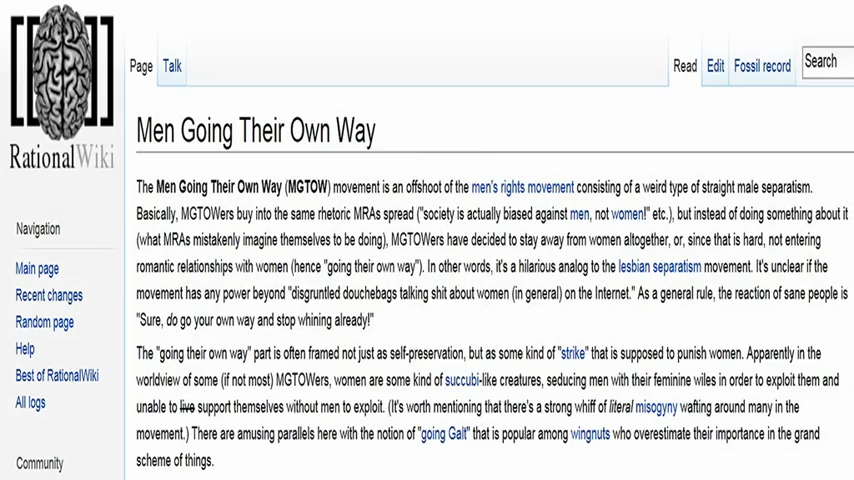 Page Talk Read Edit Fossil record Search
RationalWiki
Men Going Their Own Way
The Men Going Their Own Way (MGTOW) movement is an offshoot of the men's rights movement consisting of a weird type of straight male separatism.
Basically, MGTOWers buy into the same rhetoric MRAs spread ("society is actually biased against men, not women!" etc.), but instead of doing something about it
(what MRAs mistakenly imagine themselves to be doing), MGTOWers have decided to stay away from women altogether, or, since that is hard, not entering
romantic relationships with women (hence "going their own way"). In other words, it's a hilarious analog to the lesbian separatism movement. It's unclear if the
movement has any power beyond "disgruntled douchebags talking shit about women (in general) on the Internet." As a general rule, the reaction of sane people is
"Sure, do go your own way and stop whining already!"
The "going their own way" part is often framed not just as self-preservation, but as some kind of "strike" that is supposed to punish women. Apparently in the
worldview of some (if not most) MGTOWers, women are some kind of succubi-like creatures, seducing men with their feminine wiles in order to exploit them and
unable to live support themselves without men to exploit. (It's worth mentioning that there's a strong whiff of literal misogyny wafting around many in the
movement.) There are amusing parallels here with the notion of "going Galt" that is popular among wingnuts who overestimate their importance in the grand
scheme of things.
Navigation
Main page
Recent changes
Random page
Help
Best of RationalWiki
All logs
Community